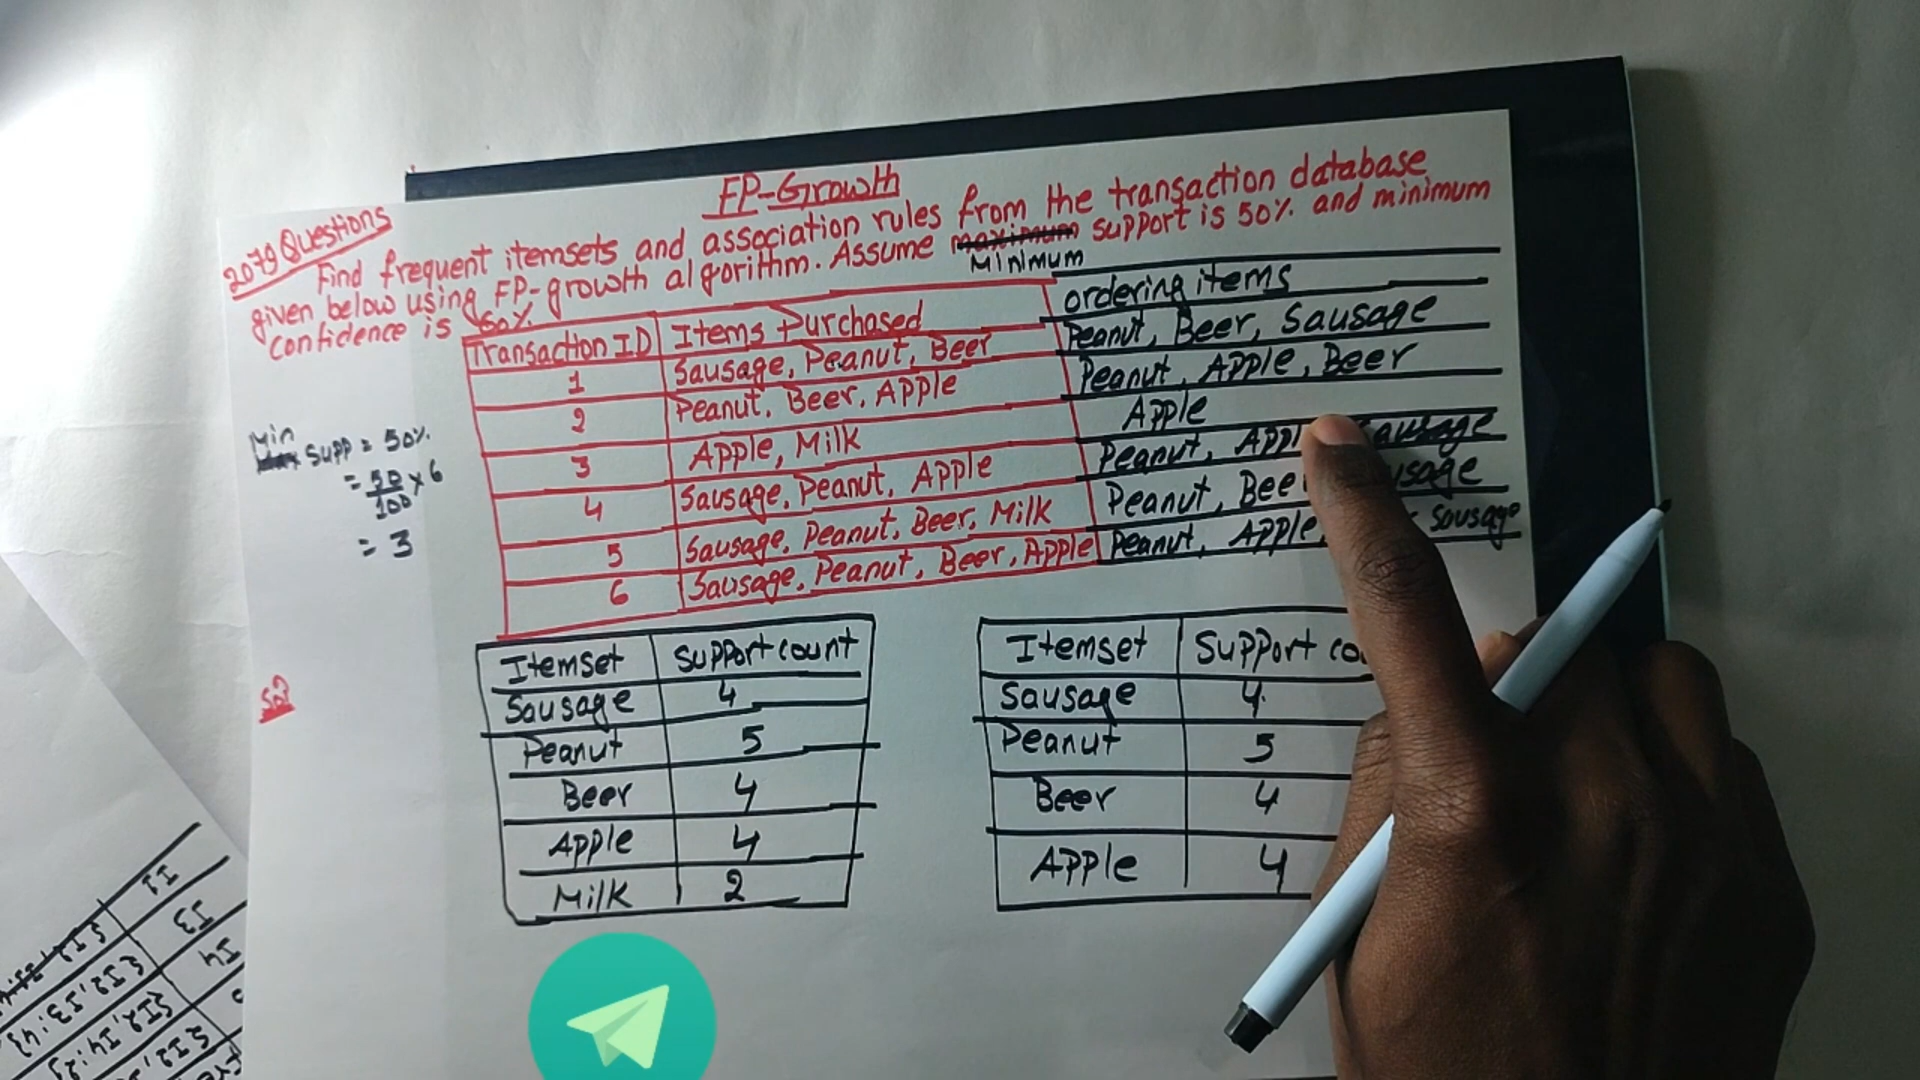 FP-Growth
2079 Questions
Find frequent itemsets and association rules from the transaction database
given below using FP-growth algorithm. Assume maximum support is 50% and minimum
Minimum
confidence is 50%.
Transaction ID Items Purchased ordering items
1 Sausage, Peanut, Beer Peanut, Beer, Sausage
2 Peanut, Beer, Apple Peanut, Apple, Beer
3 Apple, Milk Apple
4 Sausage, Peanut, Apple Peanut,
5 Sausage, Peanut, Beer, Milk Peanut,
6 Sausage, Peanut, Beer, Apple Peanut, Apple, Sausage
Min
supp = 50%
= 50/100 × 6
= 3
Itemset Support count
Sausage 4
Peanut 5
Beer 4
Apple 4
Milk 2
Itemset Support
Sausage 4
Peanut 5
Beer 4
Apple 4
I1
I3
I4